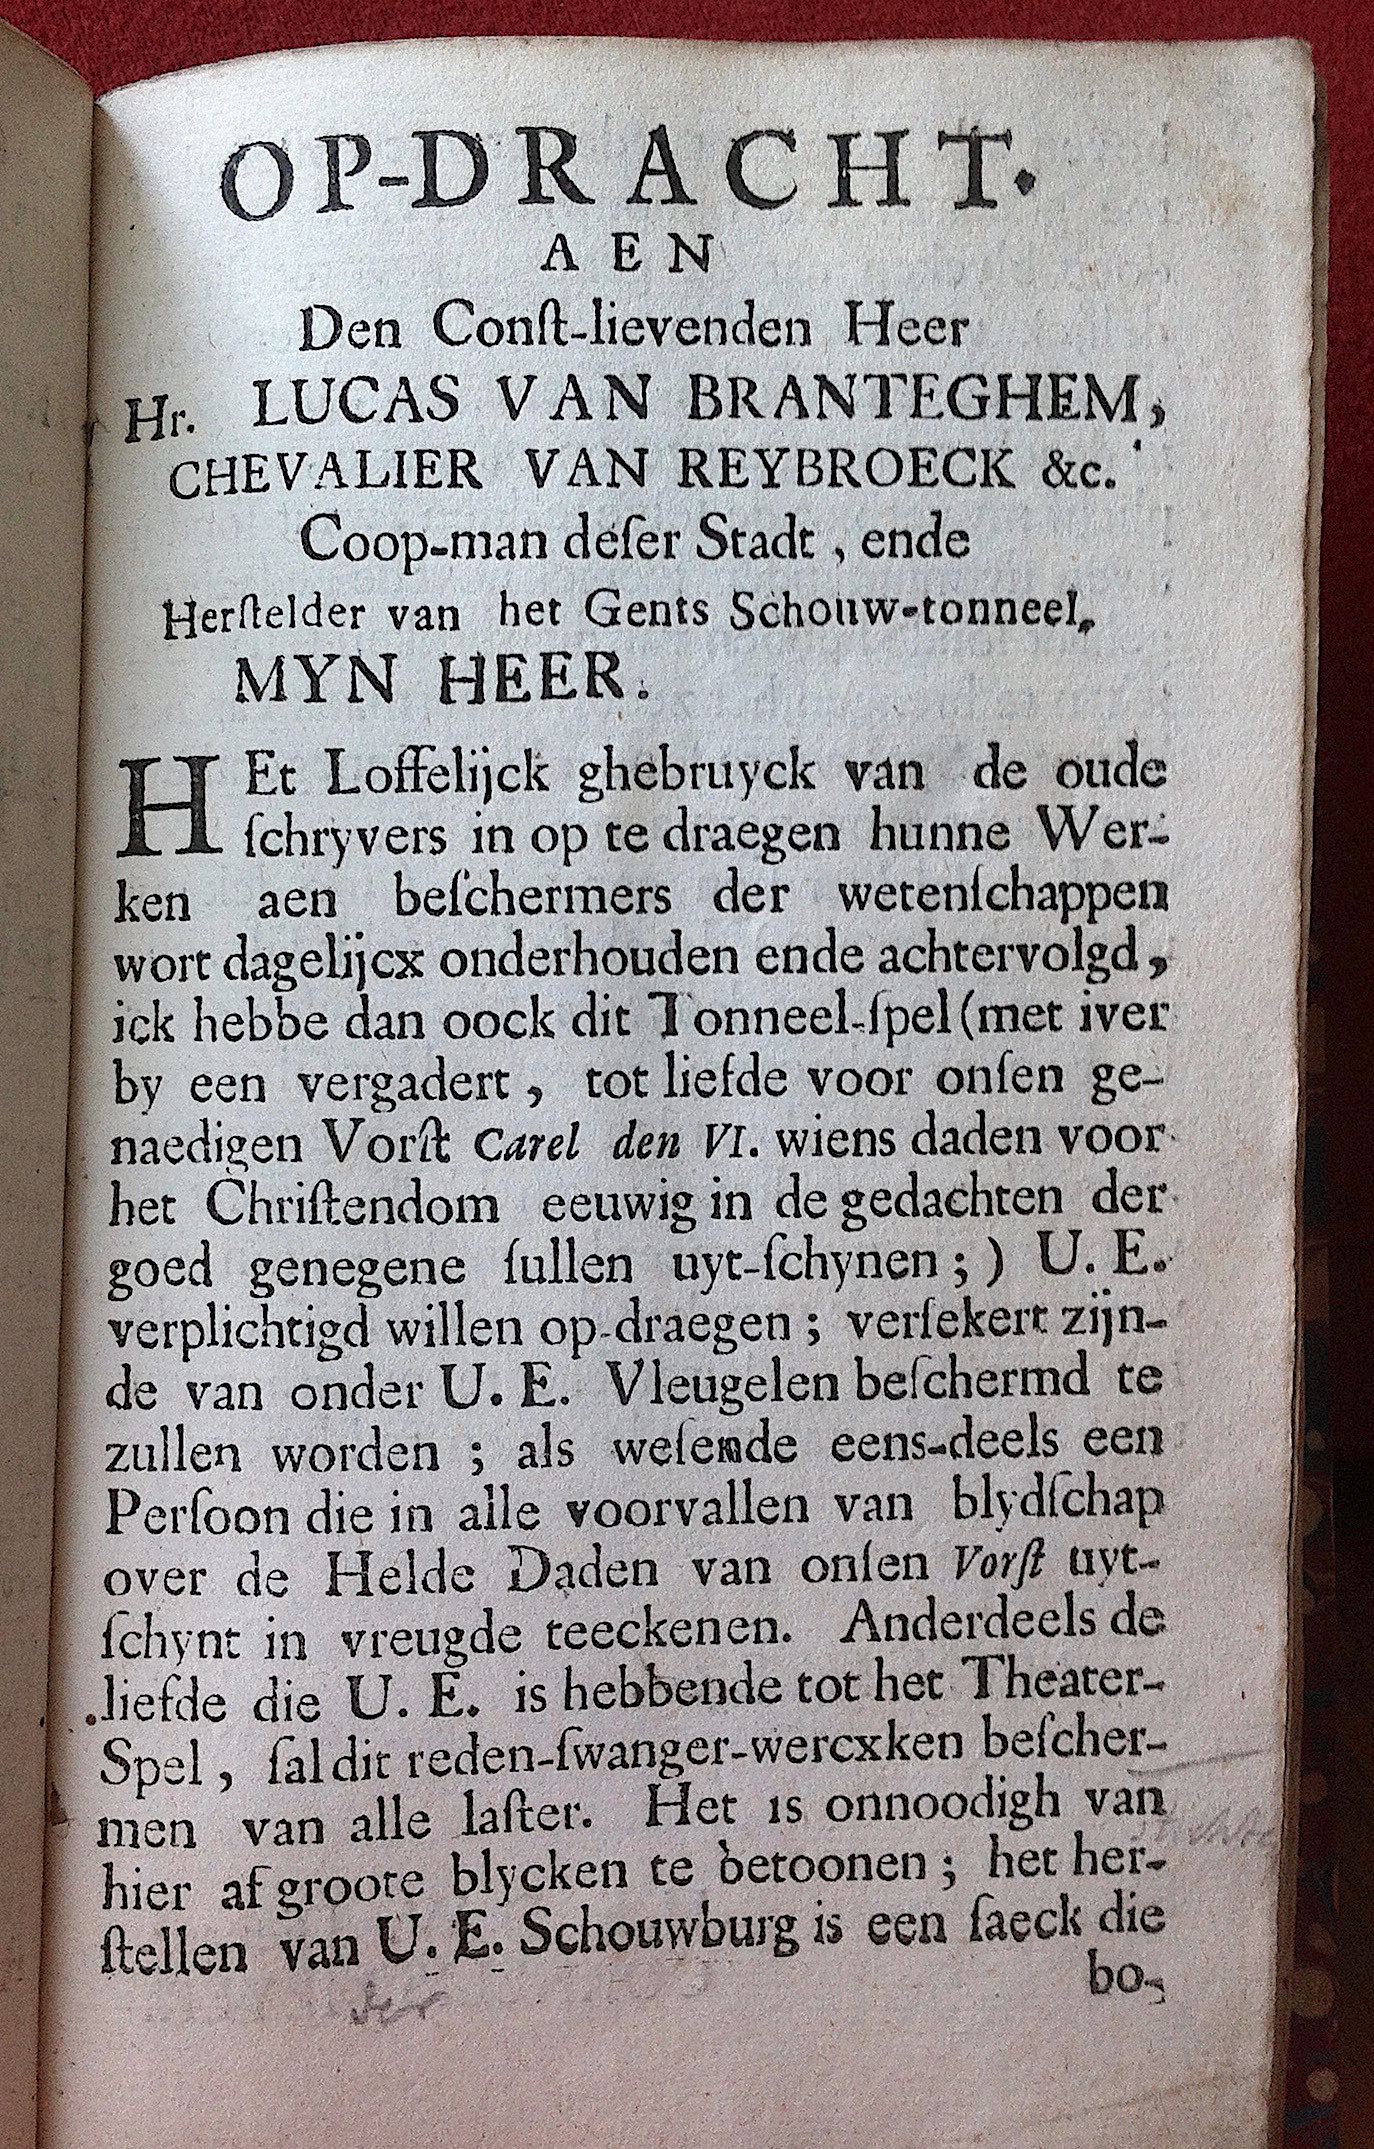 OP-DRACHT.
AEN
Den Conſt-lievenden Heer
Hr. LUCAS VAN BRANTEGHEM,
CHEVALIER VAN REYBROECK &c.
Coop-man deſer Stadt, ende
Herſtelder van het Gents Schouw-tonneel,
MYN HEER.
HEt Loffelijck ghebruyck van de oude
ſchryvers in op te draegen hunne Wer-
ken aen beſchermers der wetenſchappen
wort dagelijcx onderhouden ende achtervolgd,
ick hebbe dan oock dit Tonneel-ſpel (met iver
by een vergadert, tot liefde voor onſen ge-
naedigen Vorſt Carel den VI. wiens daden voor
het Chriſtendom eeuwig in de gedachten der
goed genegene ſullen uyt-ſchynen;) U. E.
verplichtigd willen op-draegen; verſekert zijn-
de van onder U. E. Vleugelen beſchermd te
zullen worden; als weſende eens-deels een
Perſoon die in alle voorvallen van blydſchap
over de Helde Daden van onſen Vorſt uyt-
ſchynt in vreugde teeckenen. Anderdeels de
liefde die U. E. is hebbende tot het Theater-
Spel, ſal dit reden-ſwanger-wercxken beſcher-
men van alle laſter. Het is onnoodigh van
hier af groote blycken te betoonen; het her-
ſtellen van U. E. Schouwburg is een ſaeck die
bo-
der